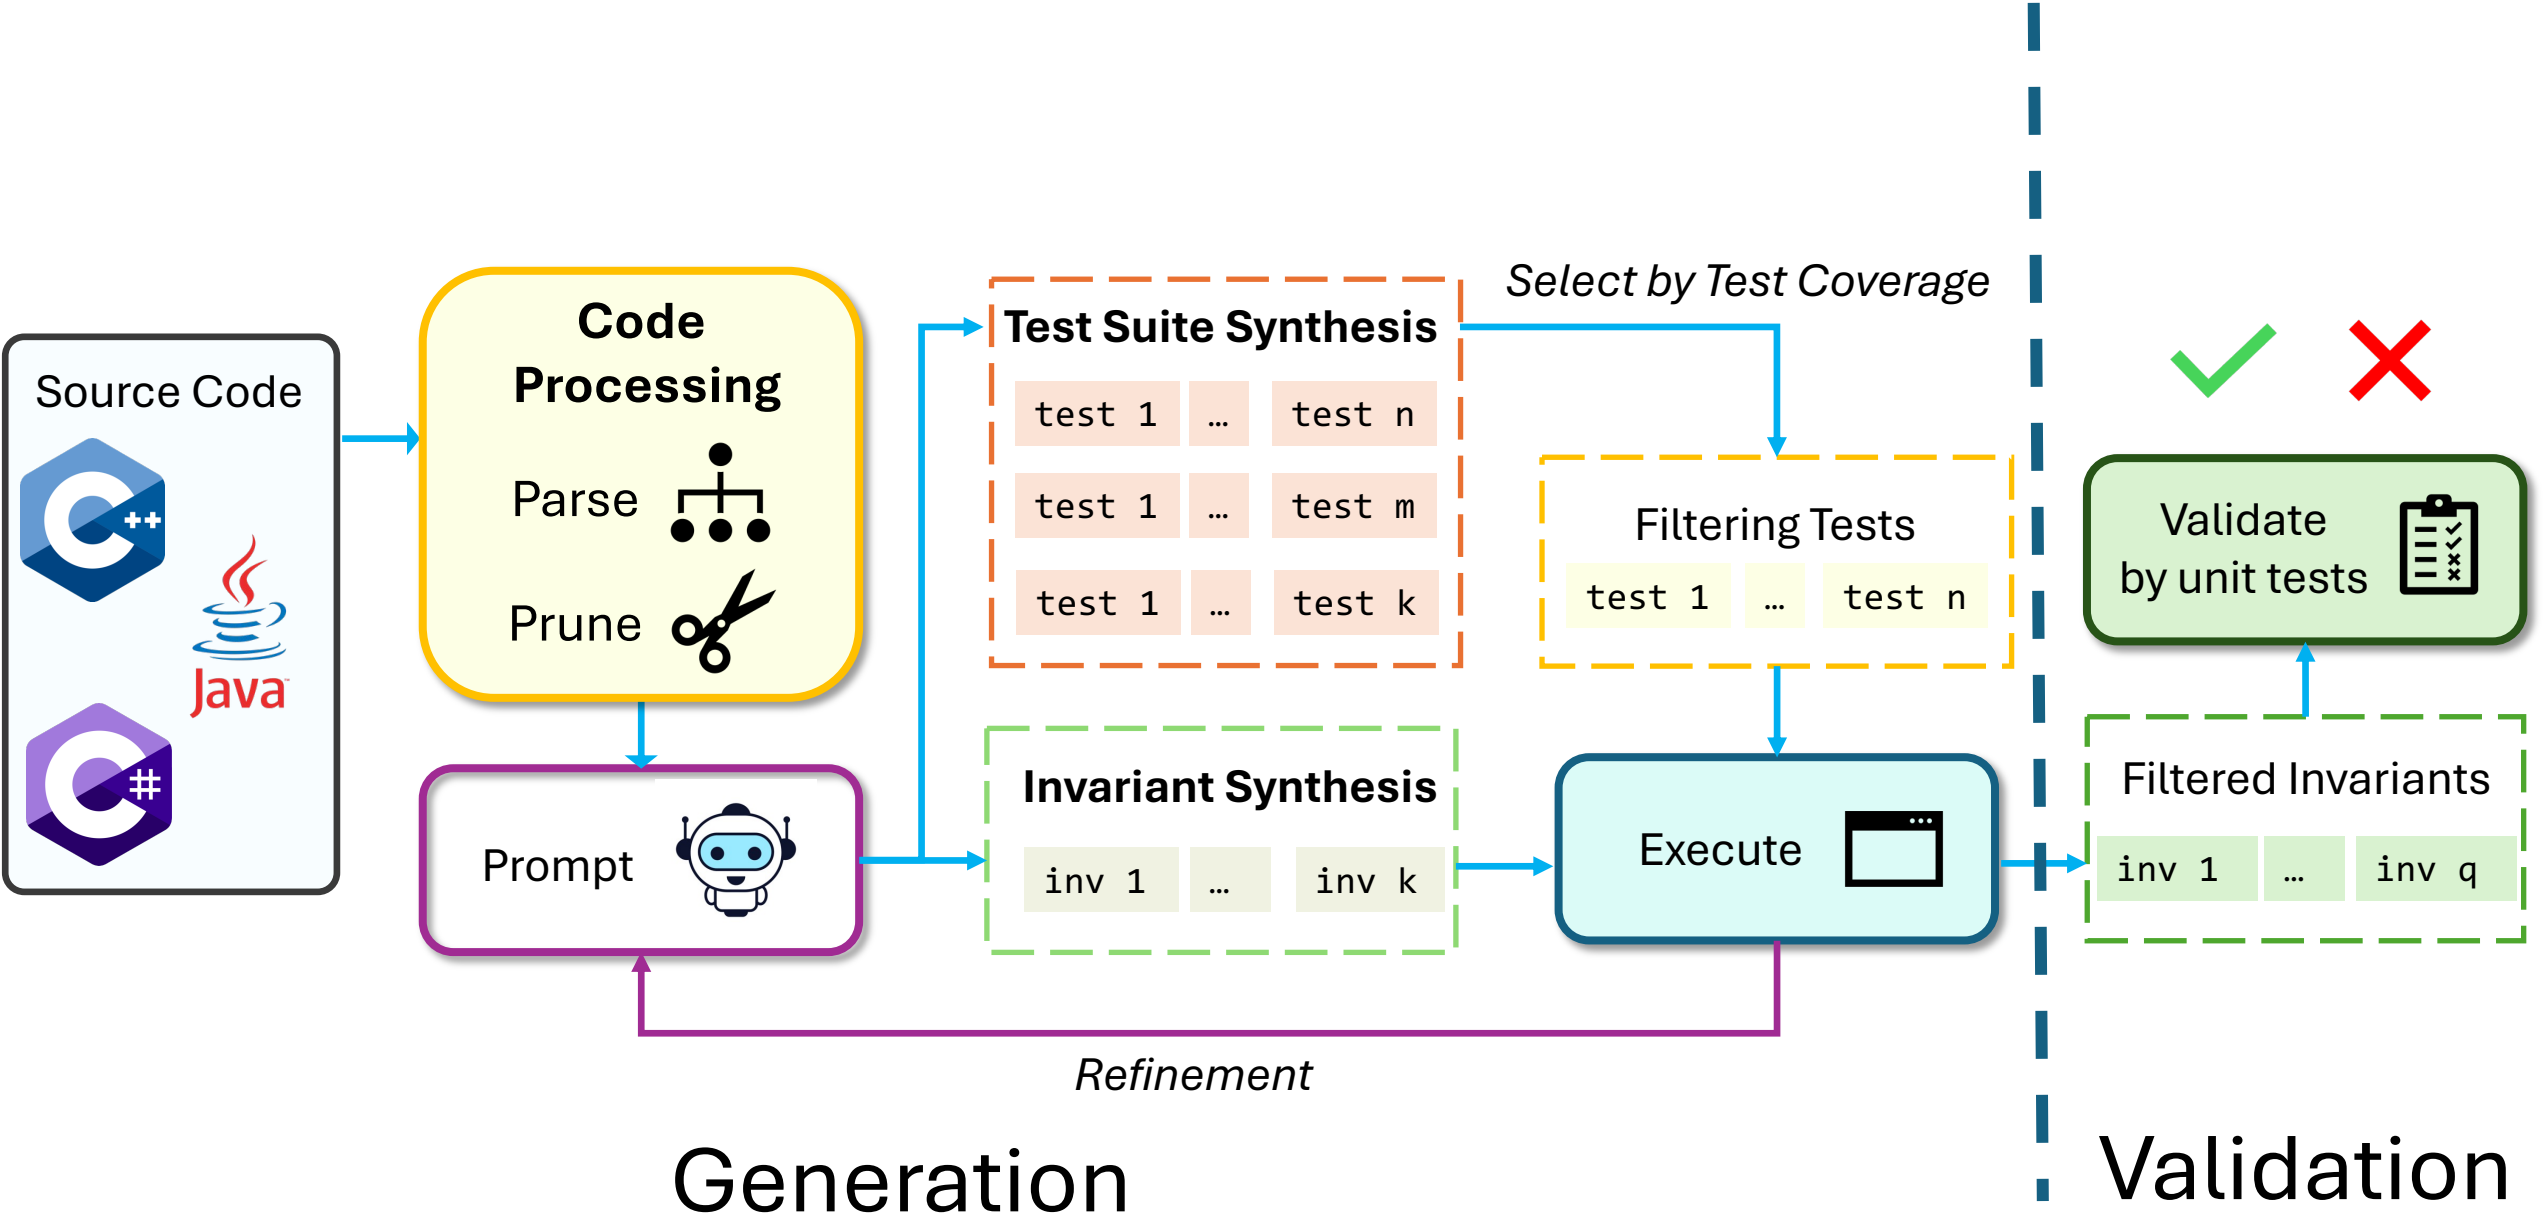 Source Code
++
Java™
#
Code
Processing
Parse
Prune
Prompt
Test Suite Synthesis
test 1 … test n
test 1 … test m
test 1 … test k
Invariant Synthesis
inv 1 … inv k
Select by Test Coverage
Filtering Tests
test 1 … test n
Execute
Refinement
Generation
Validate
by unit tests
Filtered Invariants
inv 1 … inv q
Validation